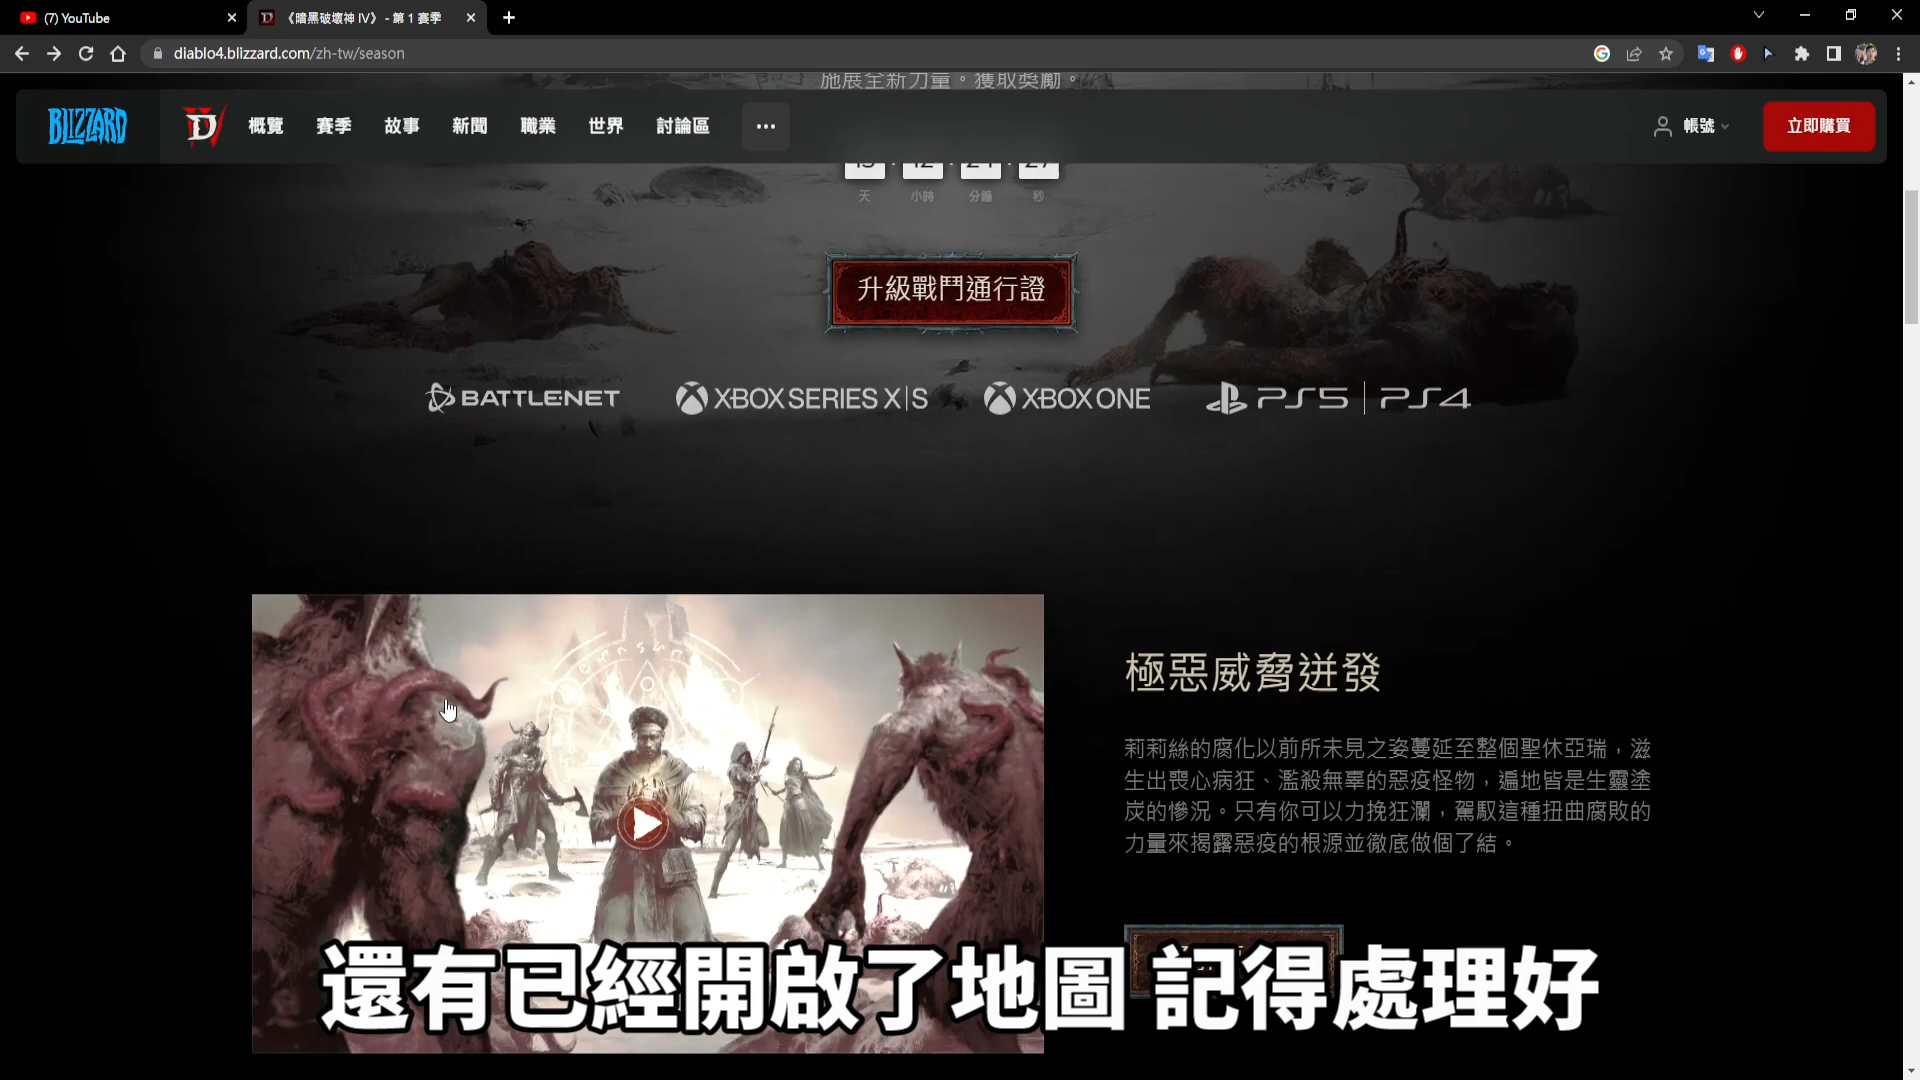 (7) YouTube
《暗黑破壞神 IV》 - 第 1 賽季
diablo4.blizzard.com/zh-tw/season
施展全新力量。獲取獎勵。
BLIZZARD
D
概覽
賽季
故事
新聞
職業
世界
討論區
帳號
立即購買
天
小時
分鐘
秒
升級戰鬥通行證
BATTLE.NET
XBOX SERIES X|S
XBOX ONE
PS5 | PS4
極惡威脅迸發
莉莉絲的腐化以前所未見之姿蔓延至整個聖休亞瑞，滋
生出喪心病狂、濫殺無辜的惡疫怪物，遍地皆是生靈塗
炭的慘況。只有你可以力挽狂瀾，駕馭這種扭曲腐敗的
力量來揭露惡疫的根源並徹底做個了結。
還有已經開啟了地圖 記得處理好